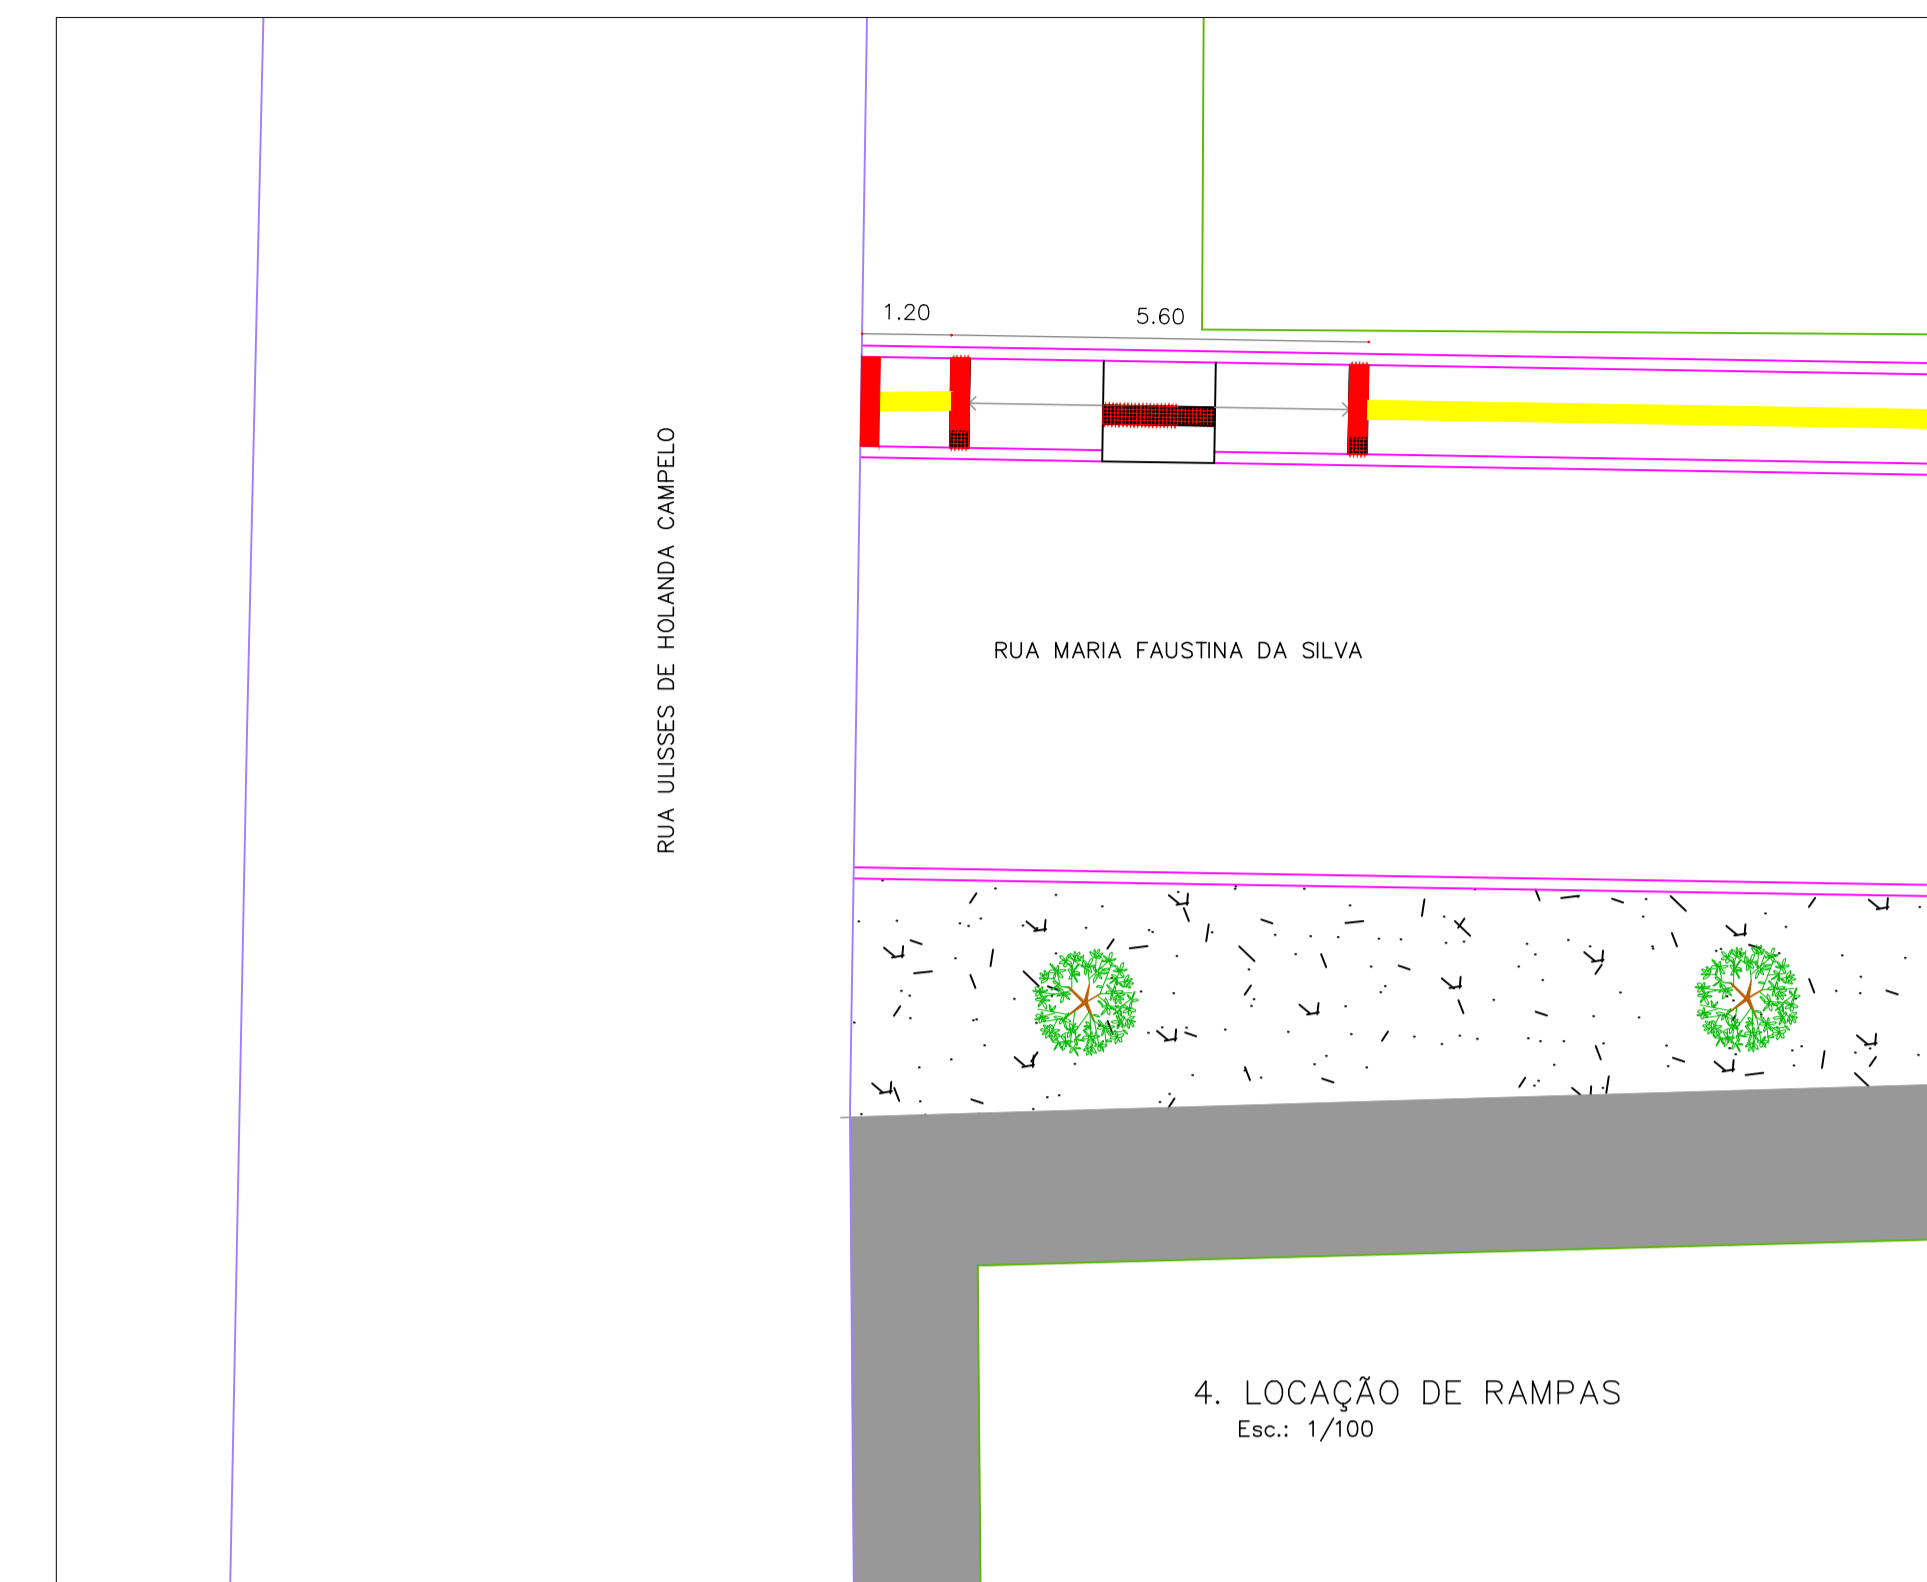 1.20
5.60
RUA ULISSES DE HOLANDA CAMPELO
RUA MARIA FAUSTINA DA SILVA
4. LOCAÇÃO DE RAMPAS
Esc.: 1/100